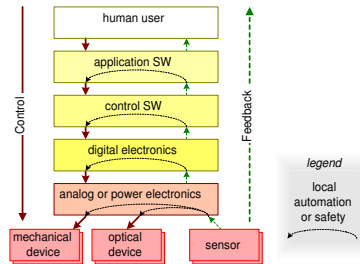 human user
application SW
control SW
digital electronics
analog or power electronics
mechanical
device
optical
device
sensor
Control
Feedback
legend
local
automation
or safety